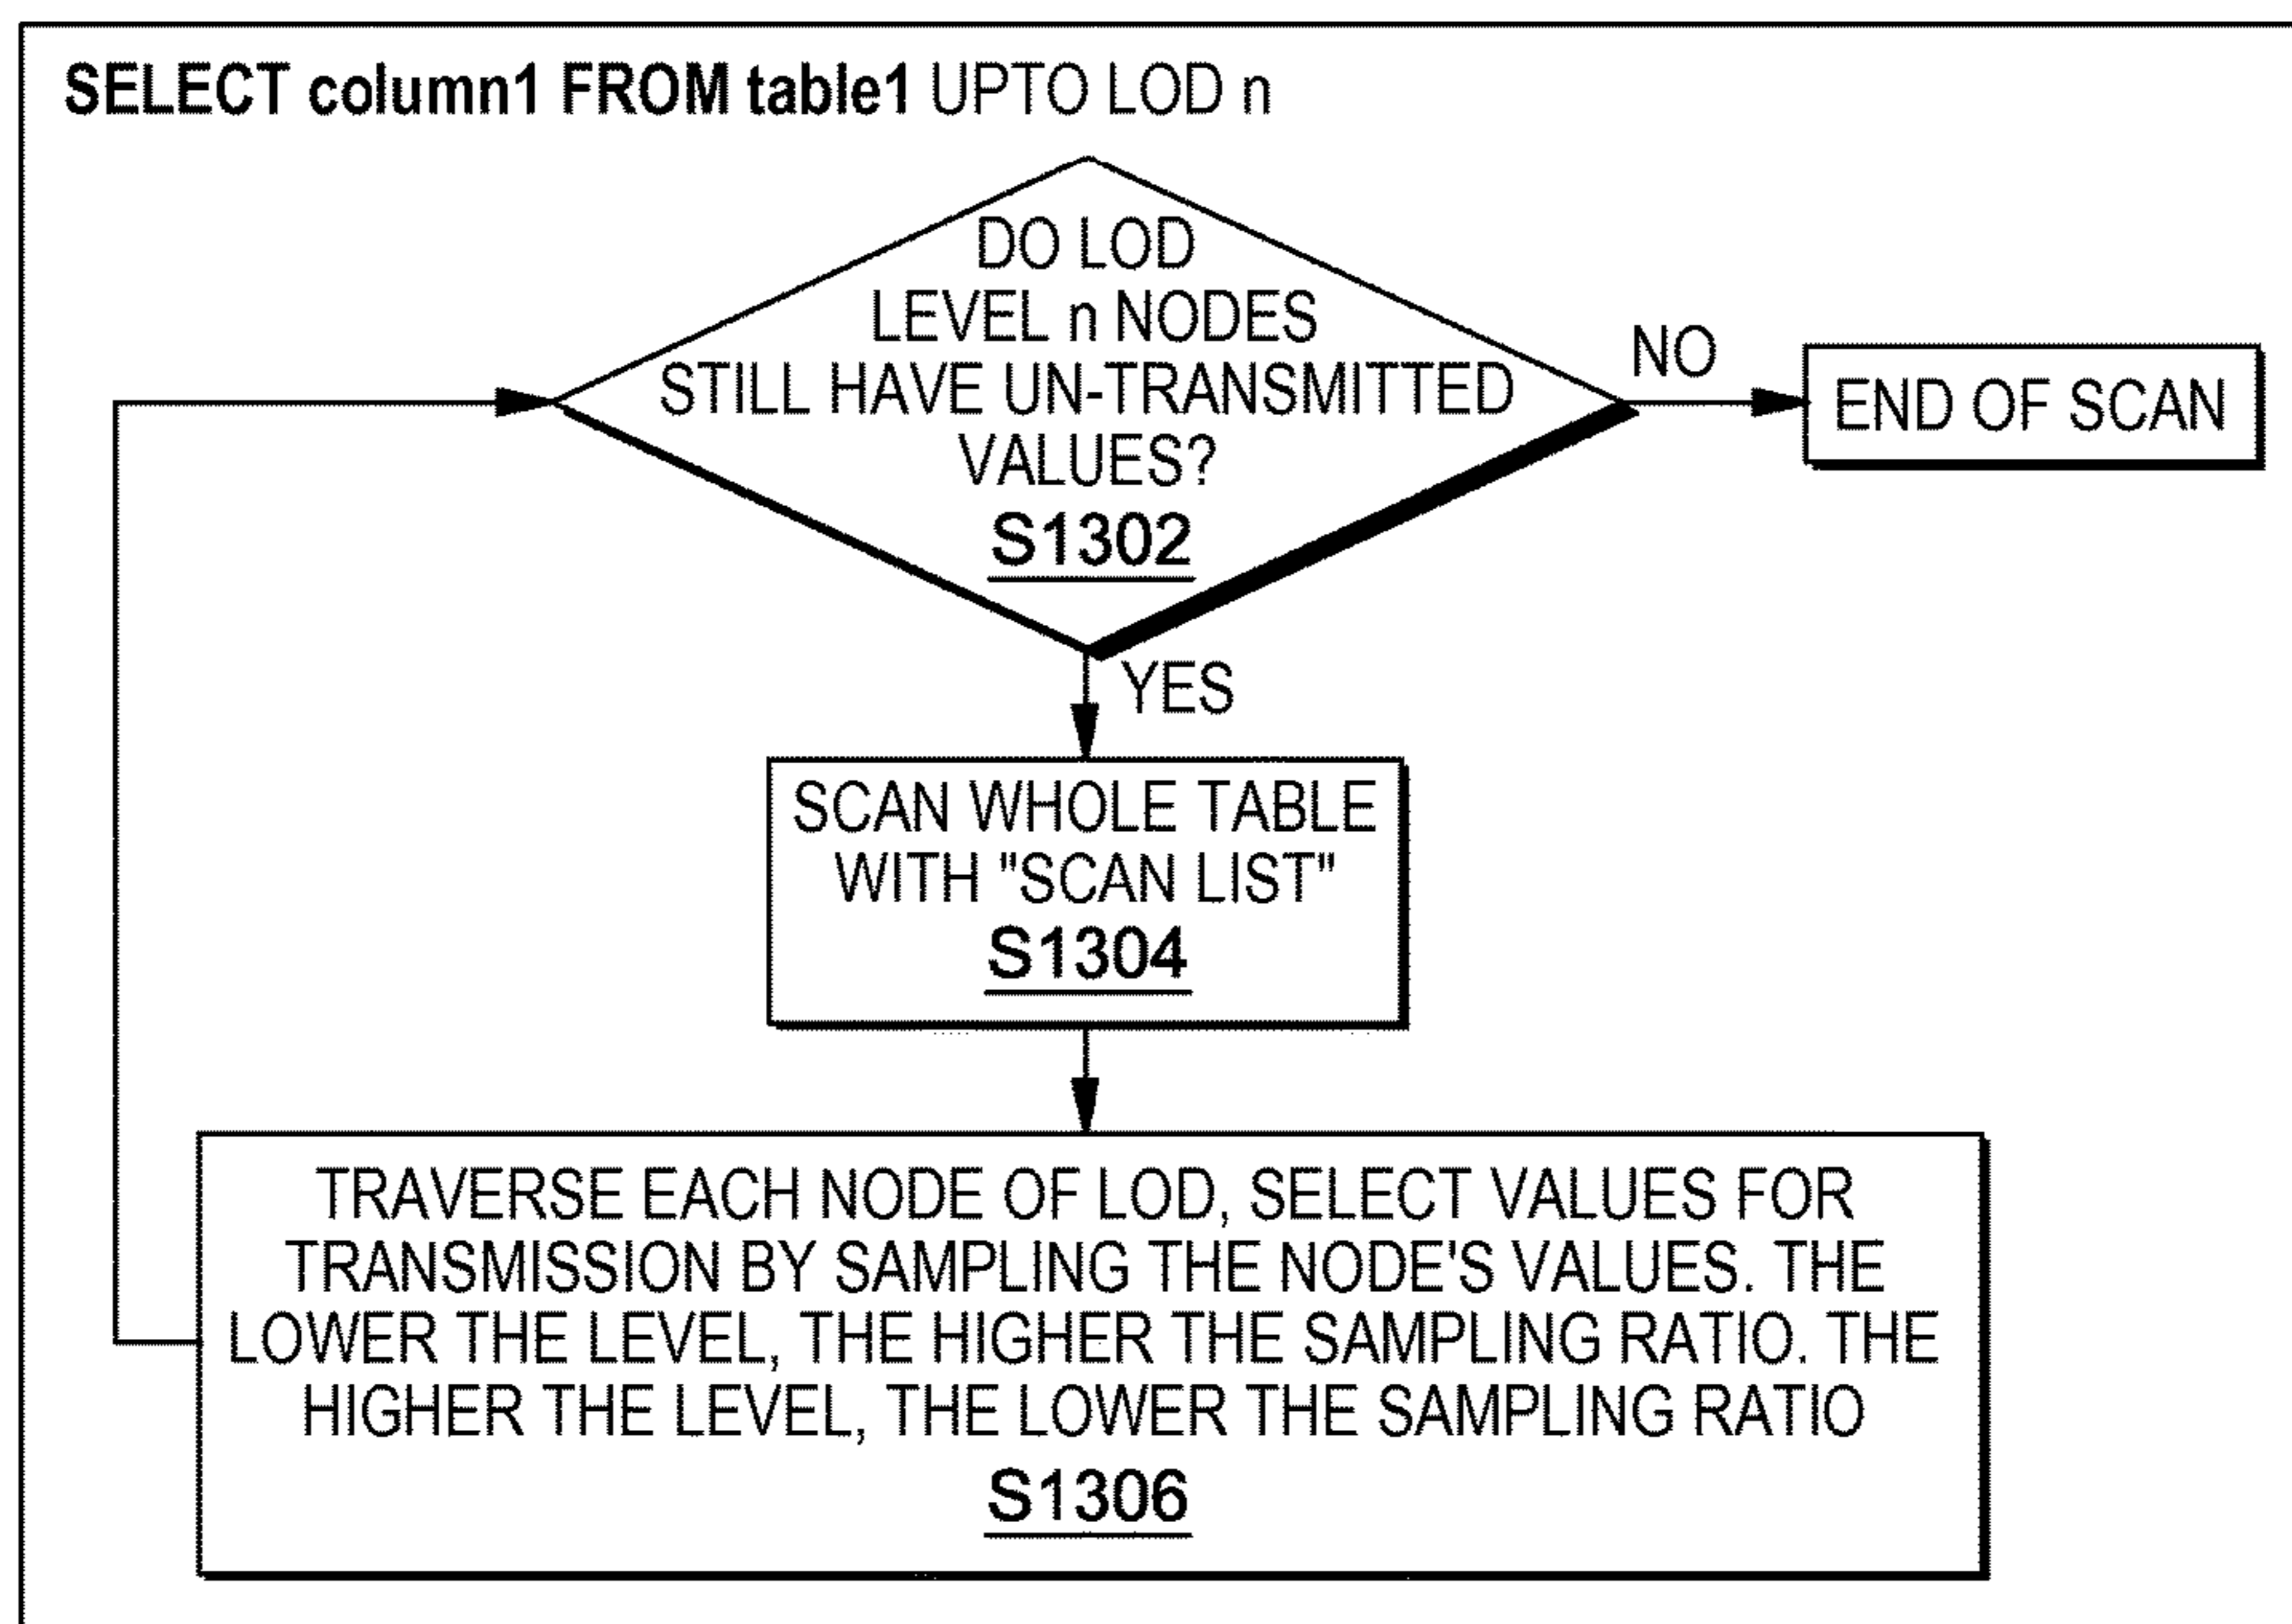 SELECT column1 FROM table1 UPTO LOD n
DO LOD
LEVEL n NODES
STILL HAVE UN-TRANSMITTED
VALUES?
S1302
NO
END OF SCAN
YES
SCAN WHOLE TABLE
WITH "SCAN LIST"
S1304
TRAVERSE EACH NODE OF LOD, SELECT VALUES FOR
TRANSMISSION BY SAMPLING THE NODE'S VALUES. THE
LOWER THE LEVEL, THE HIGHER THE SAMPLING RATIO. THE
HIGHER THE LEVEL, THE LOWER THE SAMPLING RATIO
S1306